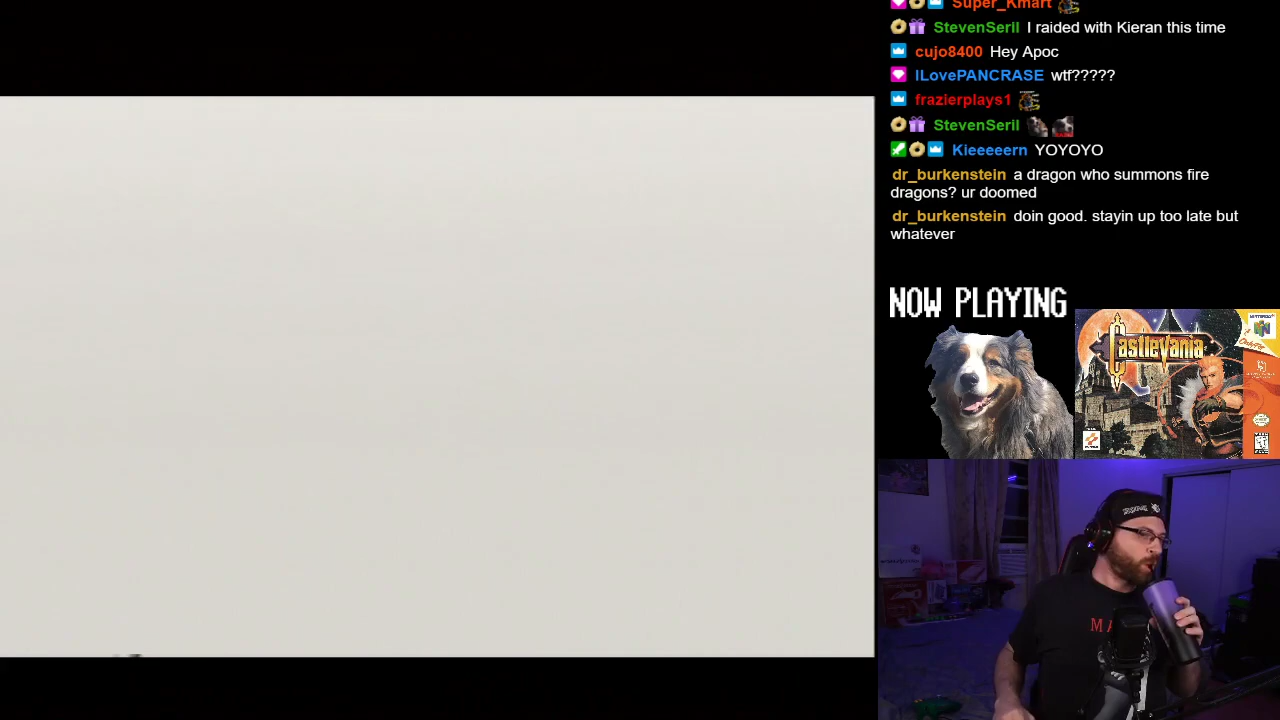 Super_Kmart
StevenSeril I raided with Kieran this time
cujo8400 Hey Apoc
ILovePANCRASE wtf?????
frazierplays1
StevenSeril
Kieeeeern YOYOYO
dr_burkenstein a dragon who summons fire
dragons? ur doomed
dr_burkenstein doin good. stayin up too late but
whatever
NOW PLAYING
Castlevania